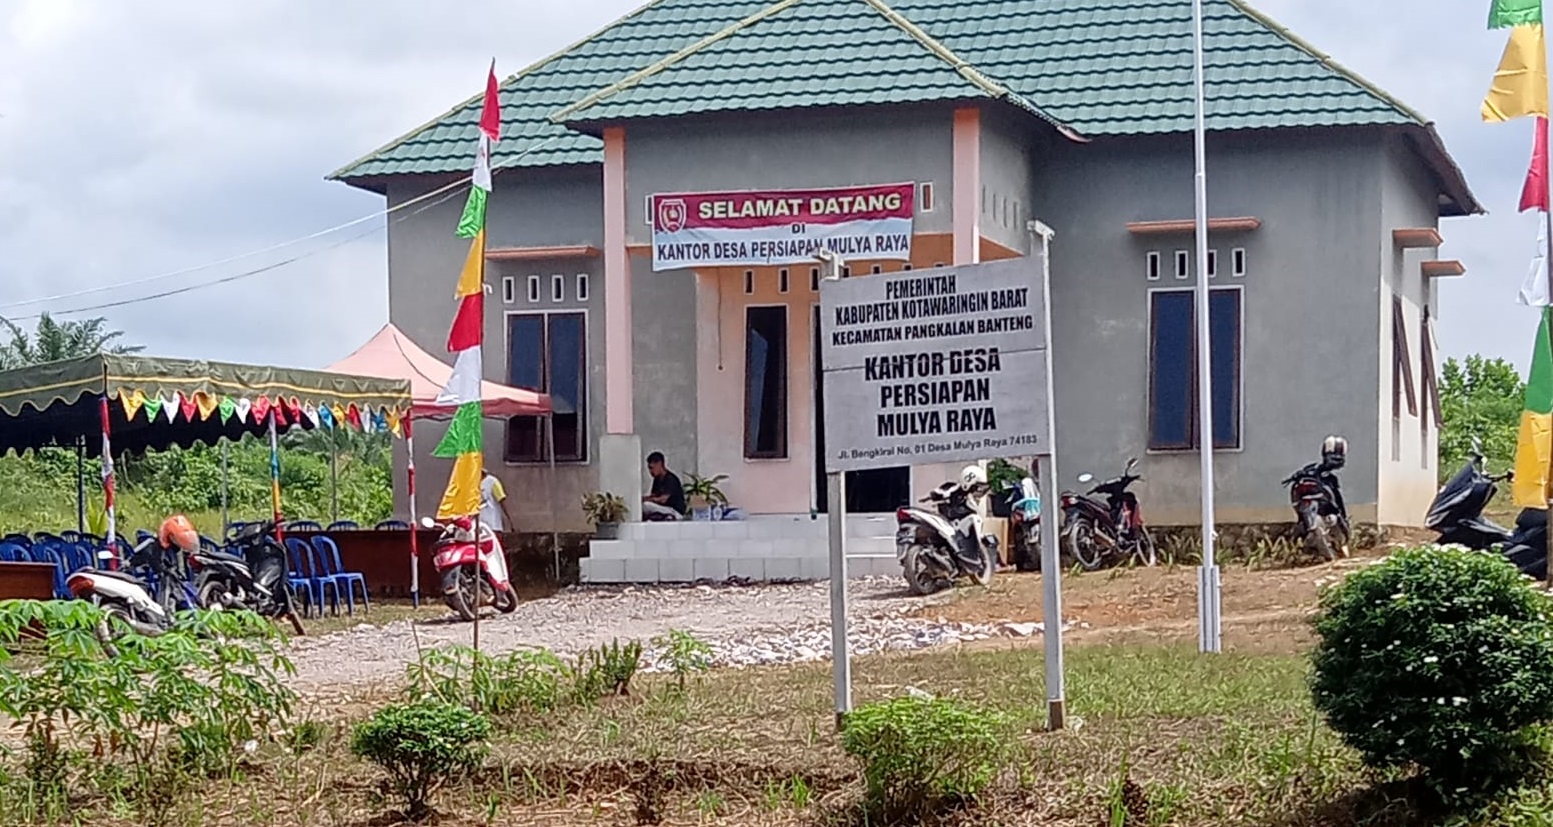 SELAMAT DATANG
DI
KANTOR DESA PERSIAPAN MULYA RAYA
PEMERINTAH
KABUPATEN KOTAWARINGIN BARAT
KECAMATAN PANGKALAN BANTENG
KANTOR DESA
PERSIAPAN
MULYA RAYA
Jl. Bengkirai No. 01 Desa Mulya Raya 74183